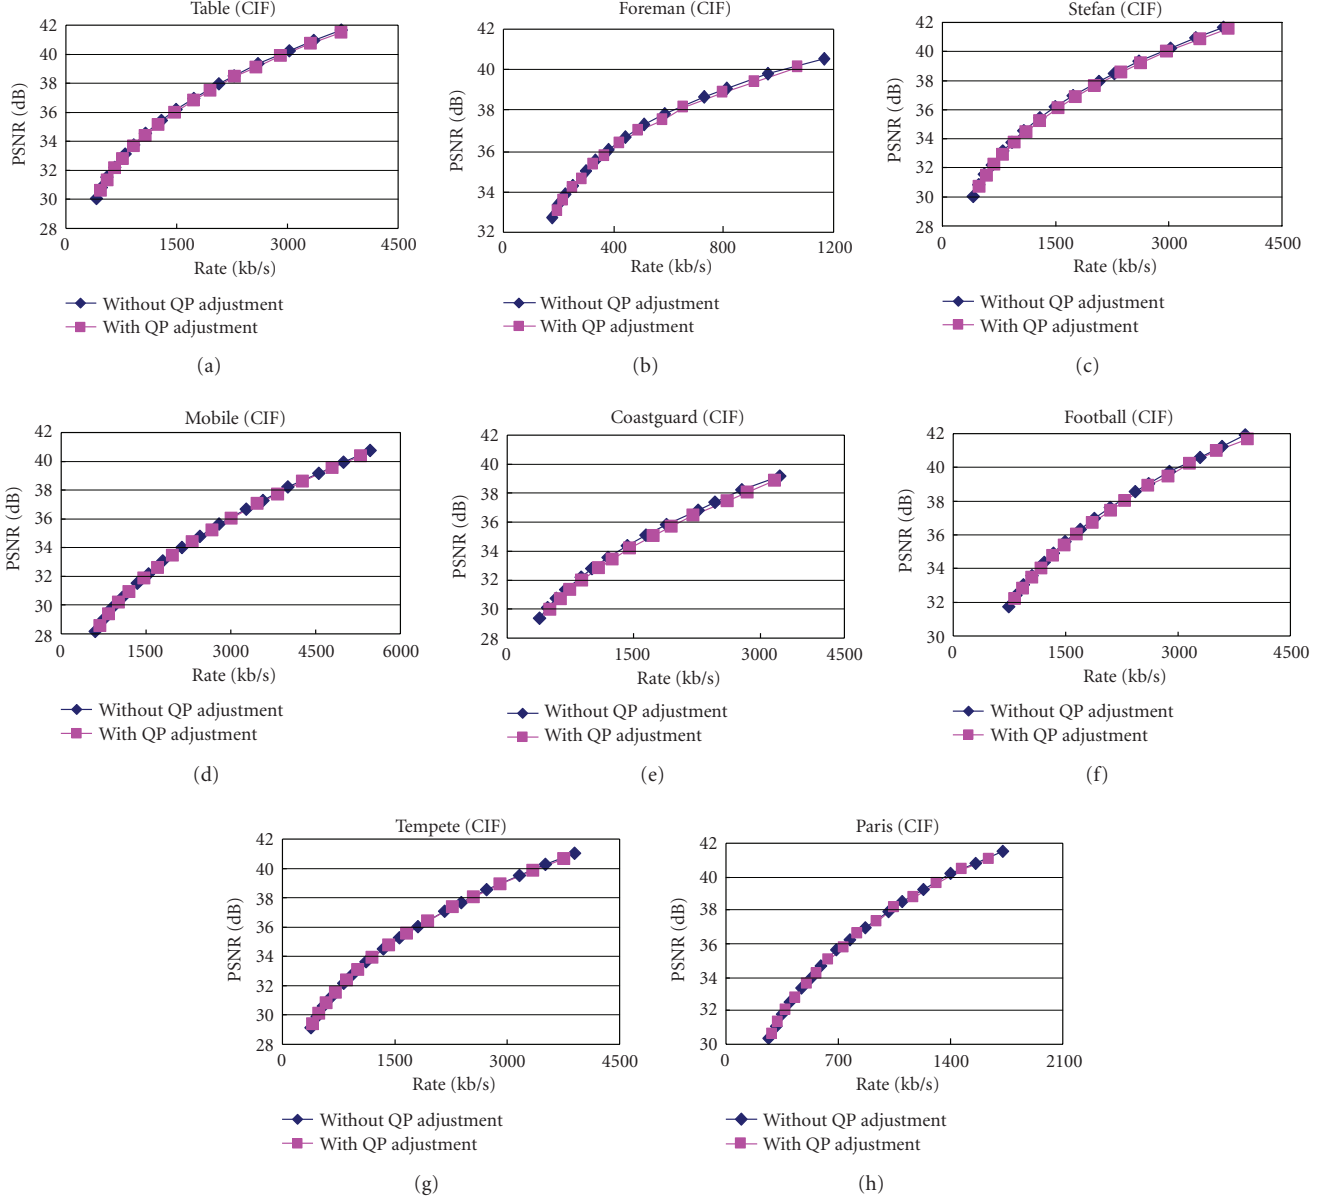 Table (CIF)
42
40
38
36
34
32
30
28
PSNR (dB)
0 1500 3000 4500
Rate (kb/s)
Without QP adjustment
With QP adjustment
(a)
Foreman (CIF)
42
40
38
36
34
32
PSNR (dB)
0 400 800 1200
Rate (kb/s)
Without QP adjustment
With QP adjustment
(b)
Stefan (CIF)
42
40
38
36
34
32
30
28
PSNR (dB)
0 1500 3000 4500
Rate (kb/s)
Without QP adjustment
With QP adjustment
(c)
Mobile (CIF)
42
40
38
36
34
32
30
28
PSNR (dB)
0 1500 3000 4500 6000
Rate (kb/s)
Without QP adjustment
With QP adjustment
(d)
Coastguard (CIF)
42
40
38
36
34
32
30
28
PSNR (dB)
0 1500 3000 4500
Rate (kb/s)
Without QP adjustment
With QP adjustment
(e)
Football (CIF)
42
40
38
36
34
32
30
PSNR (dB)
0 1500 3000 4500
Rate (kb/s)
Without QP adjustment
With QP adjustment
(f)
Tempete (CIF)
42
40
38
36
34
32
30
28
PSNR (dB)
0 1500 3000 4500
Rate (kb/s)
Without QP adjustment
With QP adjustment
(g)
Paris (CIF)
42
40
38
36
34
32
30
PSNR (dB)
0 700 1400 2100
Rate (kb/s)
Without QP adjustment
With QP adjustment
(h)